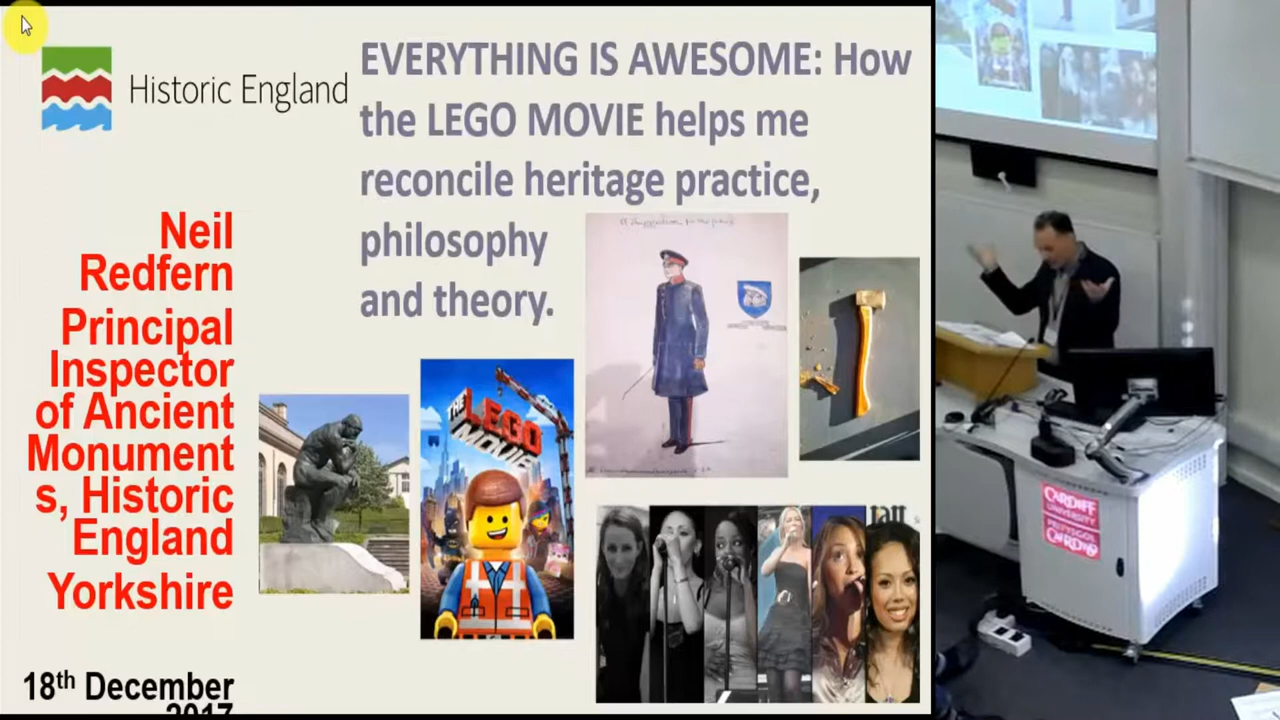 Historic England
EVERYTHING IS AWESOME: How
the LEGO MOVIE helps me
reconcile heritage practice,
philosophy
and theory.
Neil
Redfern
Principal
Inspector
of Ancient
Monument
s, Historic
England
Yorkshire
18th December
2017
THE
LEGO
MOVIE
CARDIFF
UNIVERSITY
PRIFYSGOL
CAERDYDD